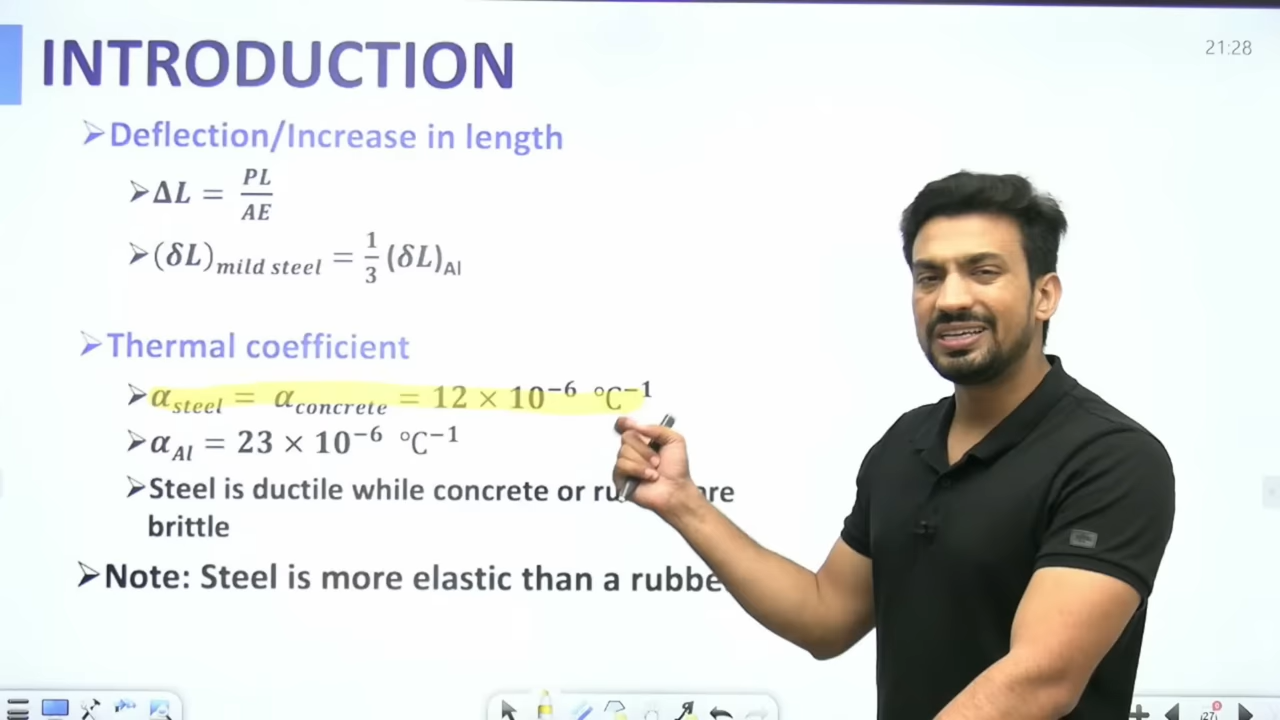 INTRODUCTION
21:28
➢Deflection/Increase in length
➢ΔL = PL/AE
➢(δL)mild steel = 1/3 (δL)Al
➢Thermal coefficient
➢αsteel = αconcrete = 12 × 10⁻⁶ °C⁻¹
➢αAl = 23 × 10⁻⁶ °C⁻¹
➢Steel is ductile while concrete or
brittle
➢Note: Steel is more elastic than a
27